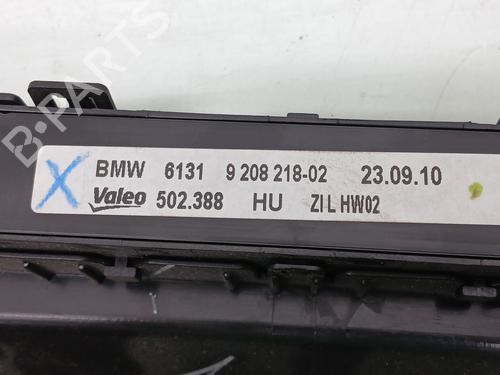 B-PARTS
BMW 6131 9 208 218-02 23.09.10
Valeo 502.388 HU ZI L HW02